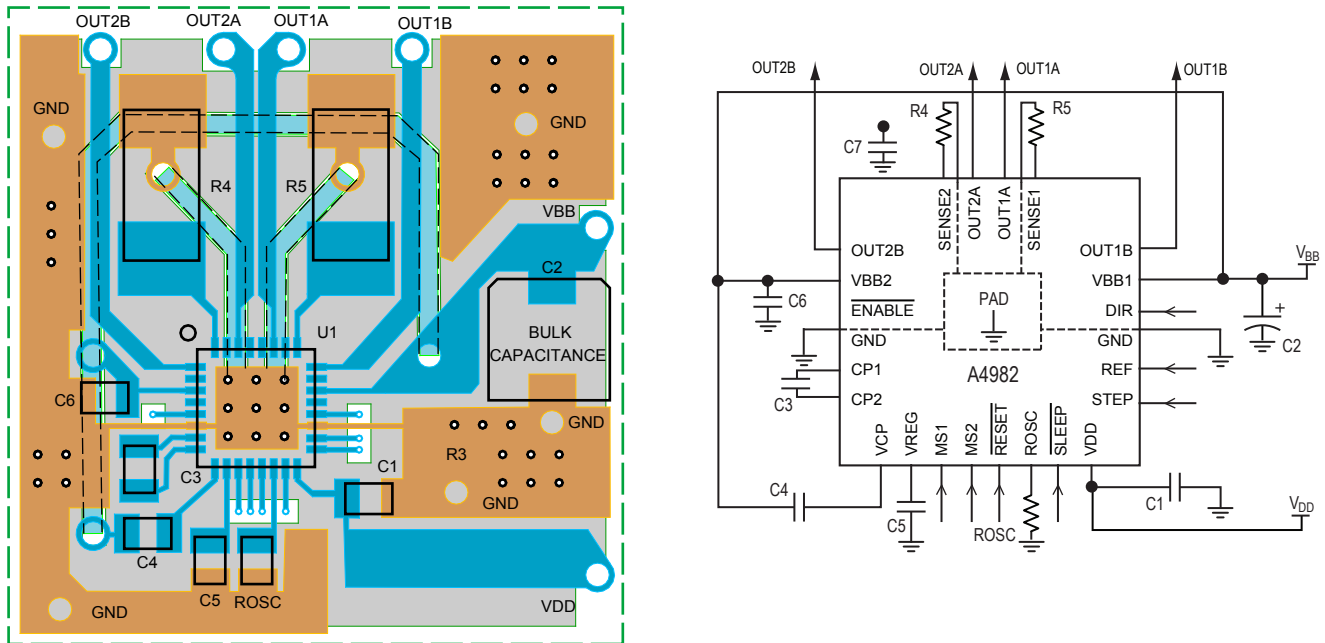 OUT2B
OUT2A
OUT1A
OUT1B
GND
GND
R4
R5
VBB
C2
U1
BULK
CAPACITANCE
C6
GND
R3
C3
C1
GND
C4
C5
ROSC
GND
VDD
OUT2B
OUT2A
OUT1A
OUT1B
R4
R5
C7
SENSE2
OUT2A
OUT1A
SENSE1
OUT2B
OUT1B
VBB2
VBB1
VBB
C6
ENABLE
PAD
DIR
GND
GND
C2
+
CP1
A4982
REF
C3
CP2
STEP
VCP
VREG
MS1
MS2
RESET
ROSC
SLEEP
VDD
C4
C5
ROSC
C1
VDD